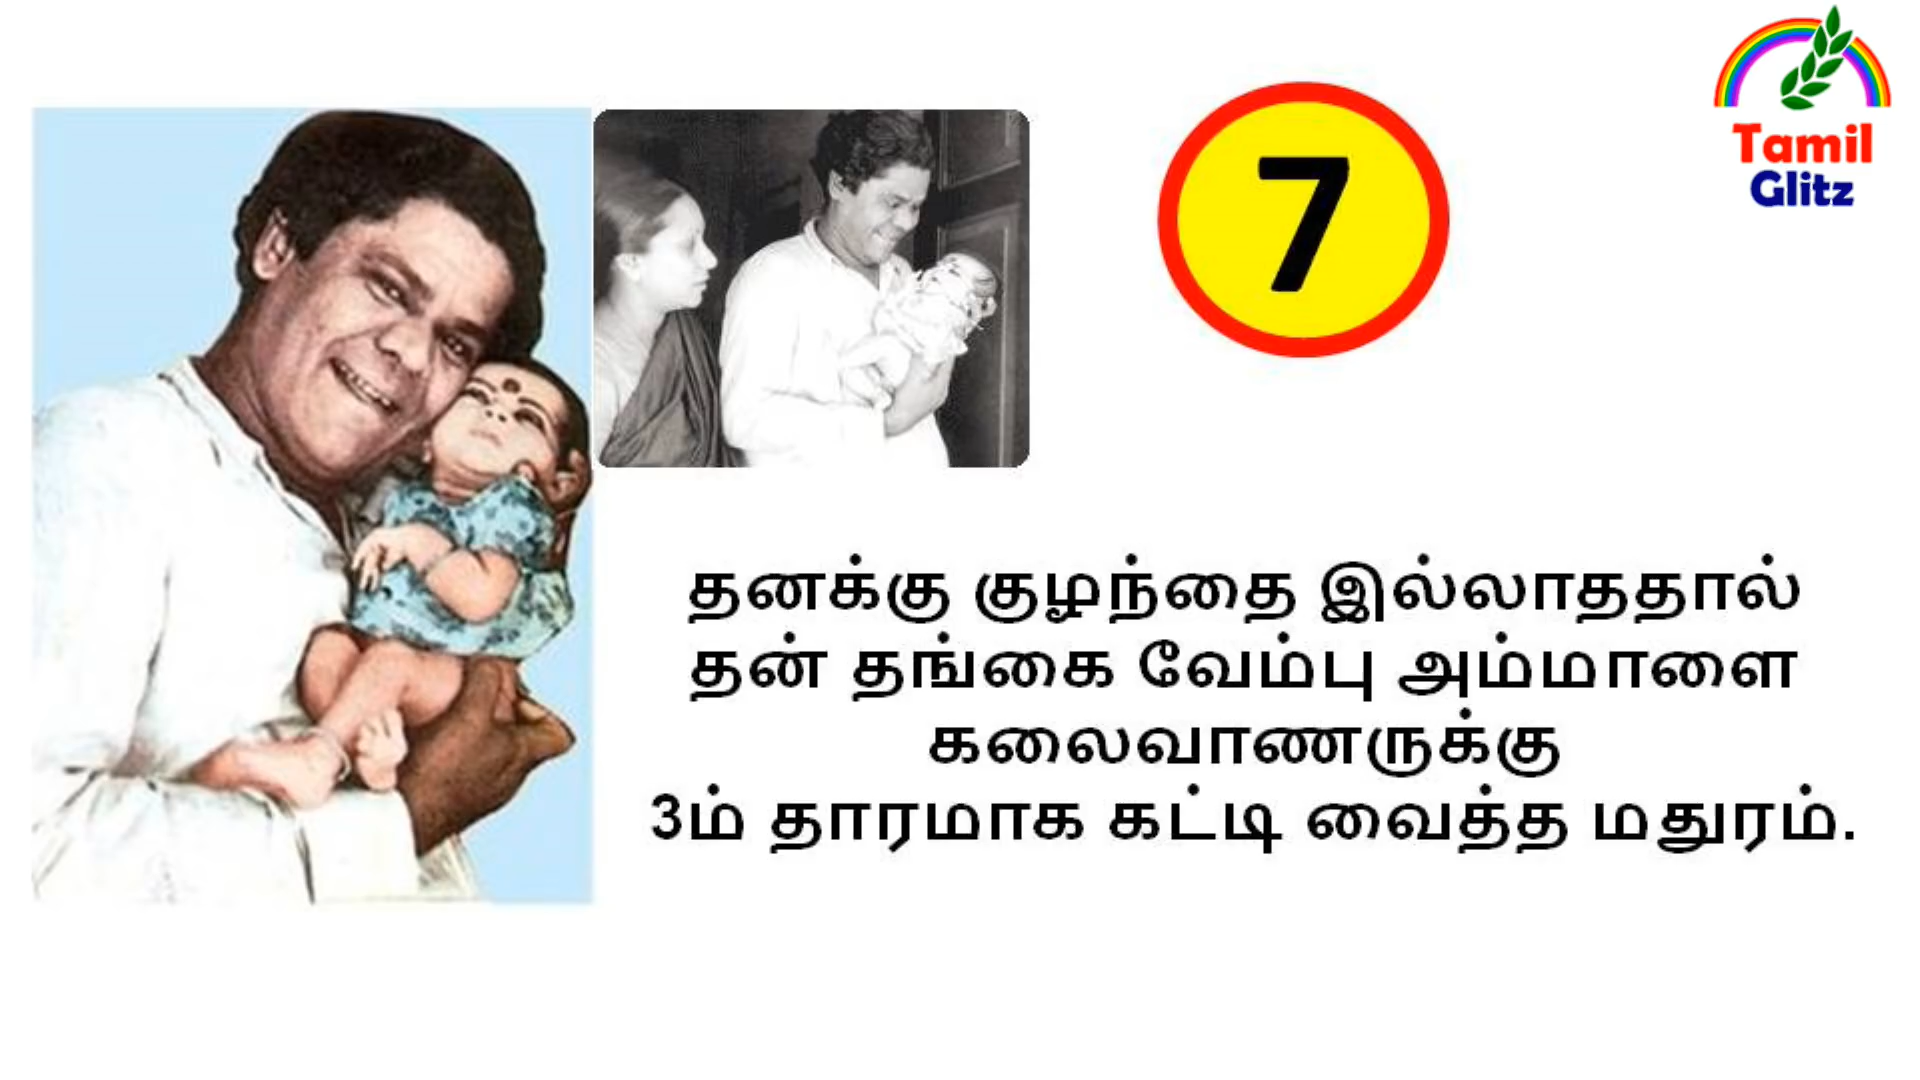 7
Tamil
Glitz
தனக்கு குழந்தை இல்லாததால்
தன் தங்கை வேம்பு அம்மாளை
கலைவாணருக்கு
3ம் தாரமாக கட்டி வைத்த மதுரம்.